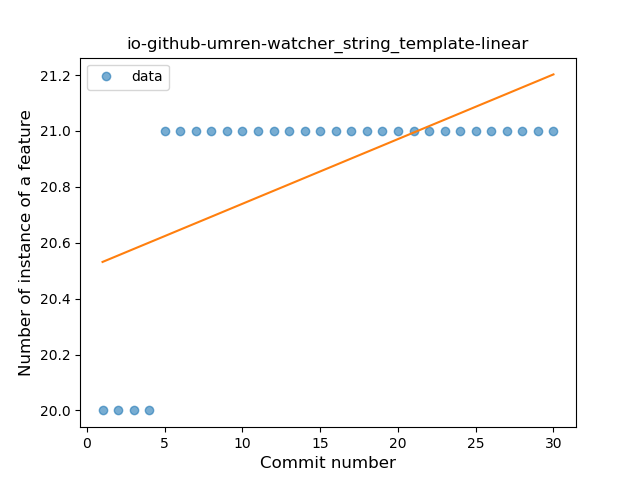 io-github-umren-watcher_string_template-linear
data
Number of instance of a feature
21.2
21.0
20.8
20.6
20.4
20.2
20.0
0 5 10 15 20 25 30
Commit number